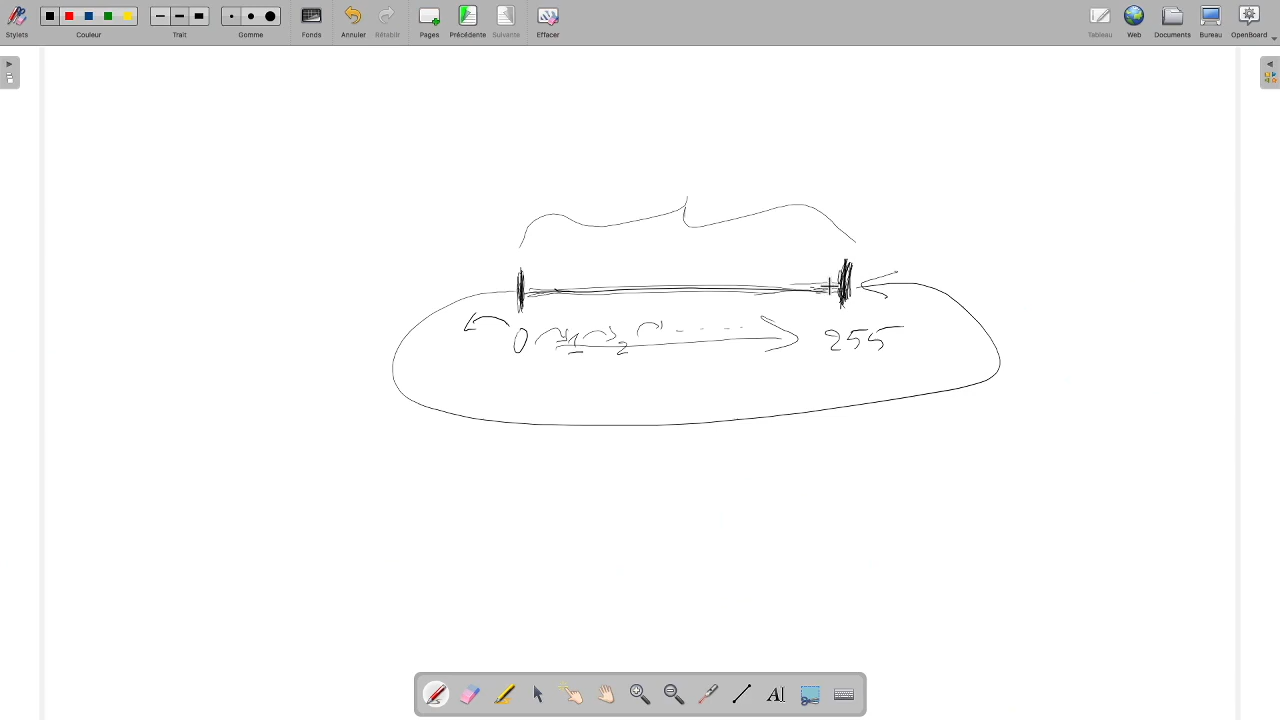 Stylets Couleur Trait Gomme Fonds Annuler Rétablir Pages Précédente Suivante Effacer Tableau Web Documents Bureau OpenBoard
0 1 2 255